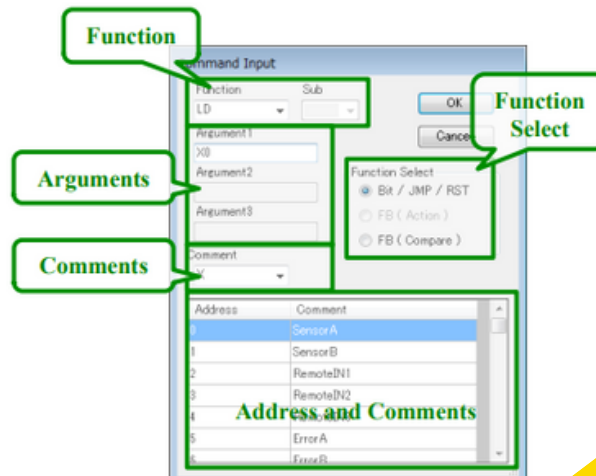 Function
Command Input
Function Sub
LD
OK
Function Select
Argument1
X0
Cancel
Arguments
Argument2
Argument3
Function Select
Bit / JMP / RST
FB ( Action )
FB ( Compare )
Comments
Comment
X
Address Comment
0 SensorA
1 SensorB
2 RemoteIN1
3 RemoteIN2
Address and Comments
4
5 ErrorA
6 ErrorB